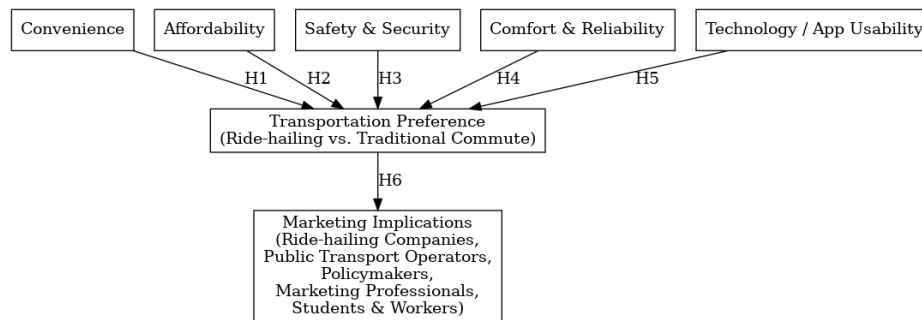 Convenience
Affordability
Safety & Security
Comfort & Reliability
Technology / App Usability
H1
H2
H3
H4
H5
Transportation Preference
(Ride-hailing vs. Traditional Commute)
H6
Marketing Implications
(Ride-hailing Companies,
Public Transport Operators,
Policymakers,
Marketing Professionals,
Students & Workers)